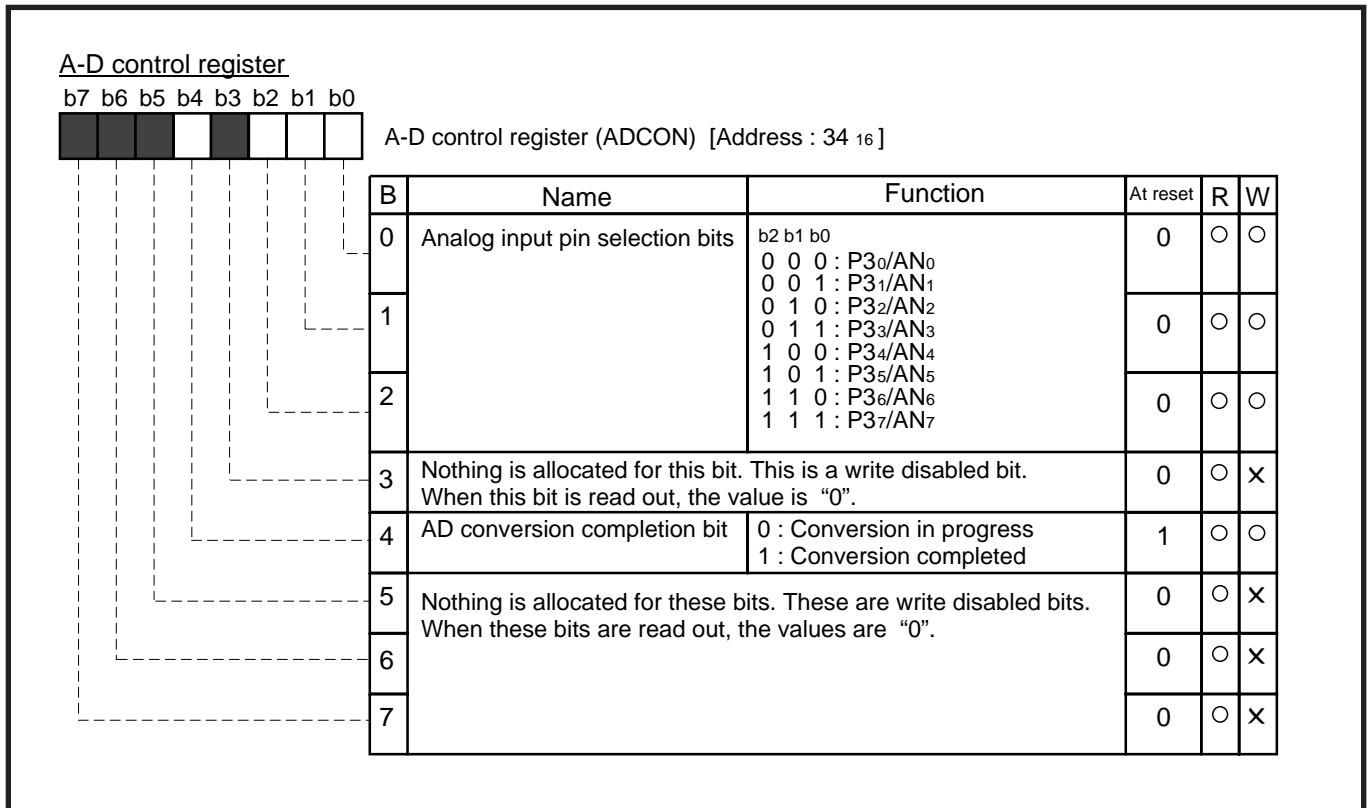 A-D control register
b7 b6 b5 b4 b3 b2 b1 b0
A-D control register (ADCON) [Address : 34 16 ]
B Name Function At reset R W
0 Analog input pin selection bits b2 b1 b0 0 ○ ○
0 0 0 : P30/AN0
0 0 1 : P31/AN1
0 1 0 : P32/AN2
1 0 ○ ○
0 1 1 : P33/AN3
1 0 0 : P34/AN4
1 0 1 : P35/AN5
2 1 1 0 : P36/AN6 0 ○ ○
1 1 1 : P37/AN7
3 Nothing is allocated for this bit. This is a write disabled bit. 0 ○ ×
When this bit is read out, the value is “0”.
4 AD conversion completion bit 0 : Conversion in progress 1 ○ ○
1 : Conversion completed
5 Nothing is allocated for these bits. These are write disabled bits. 0 ○ ×
When these bits are read out, the values are “0”.
6 0 ○ ×
7 0 ○ ×